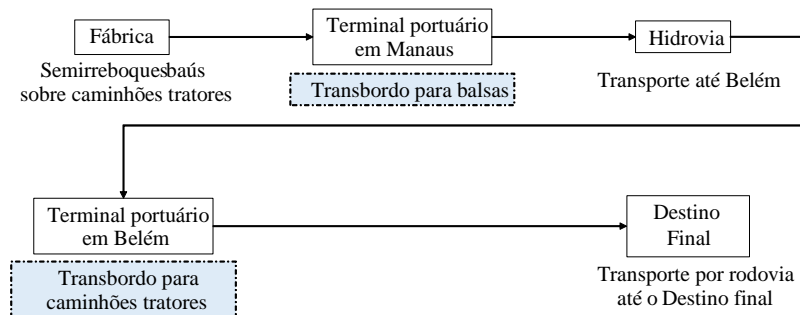 Fábrica
Semirreboquesbaús
sobre caminhões tratores
Terminal portuário
em Manaus
Transbordo para balsas
Hidrovia
Transporte até Belém
Terminal portuário
em Belém
Transbordo para
caminhões tratores
Destino
Final
Transporte por rodovia
até o Destino final